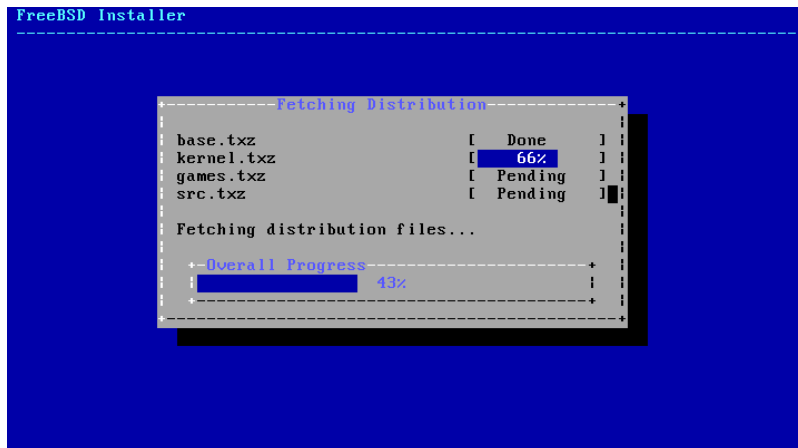 FreeBSD Installer
Fetching Distribution
base.txz [ Done ]
kernel.txz [ 66% ]
games.txz [ Pending ]
src.txz [ Pending ]
Fetching distribution files...
Overall Progress
43%